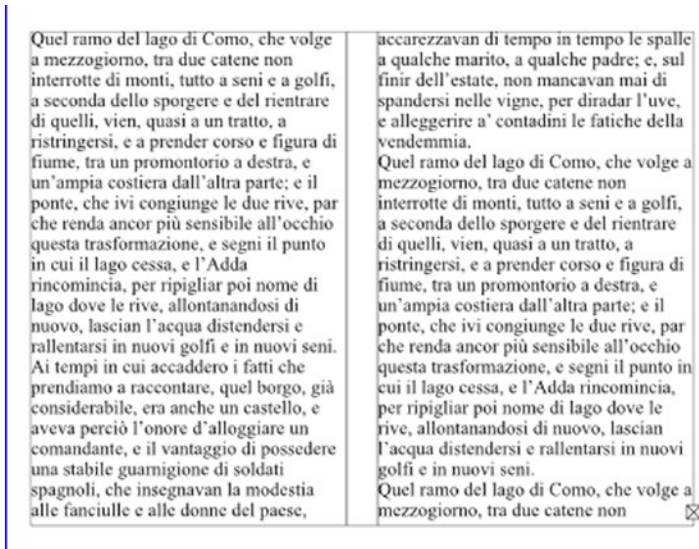 Quel ramo del lago di Como, che volge
a mezzogiorno, tra due catene non
interrotte di monti, tutto a seni e a golfi,
a seconda dello sporgere e del rientrare
di quelli, vien, quasi a un tratto, a
ristringersi, e a prender corso e figura di
fiume, tra un promontorio a destra, e
un'ampia costiera dall'altra parte; e il
ponte, che ivi congiunge le due rive, par
che renda ancor più sensibile all'occhio
questa trasformazione, e segni il punto
in cui il lago cessa, e l'Adda
rincomincia, per ripigliar poi nome di
lago dove le rive, allontanandosi di
nuovo, lascian l'acqua distendersi e
rallentarsi in nuovi golfi e in nuovi seni.
Ai tempi in cui accaddero i fatti che
prendiamo a raccontare, quel borgo, già
considerabile, era anche un castello, e
aveva perciò l'onore d'alloggiare un
comandante, e il vantaggio di possedere
una stabile guarnigione di soldati
spagnoli, che insegnavan la modestia
alle fanciulle e alle donne del paese,
accarezzavan di tempo in tempo le spalle
a qualche marito, a qualche padre; e, sul
finir dell'estate, non mancavan mai di
spandersi nelle vigne, per diradar l'uve,
e alleggerire a' contadini le fatiche della
vendemmia.
Quel ramo del lago di Como, che volge a
mezzogiorno, tra due catene non
interrotte di monti, tutto a seni e a golfi,
a seconda dello sporgere e del rientrare
di quelli, vien, quasi a un tratto, a
ristringersi, e a prender corso e figura di
fiume, tra un promontorio a destra, e
un'ampia costiera dall'altra parte; e il
ponte, che ivi congiunge le due rive, par
che renda ancor più sensibile all'occhio
questa trasformazione, e segni il punto in
cui il lago cessa, e l'Adda rincomincia,
per ripigliar poi nome di lago dove le
rive, allontanandosi di nuovo, lascian
l'acqua distendersi e rallentarsi in nuovi
golfi e in nuovi seni.
Quel ramo del lago di Como, che volge a
mezzogiorno, tra due catene non